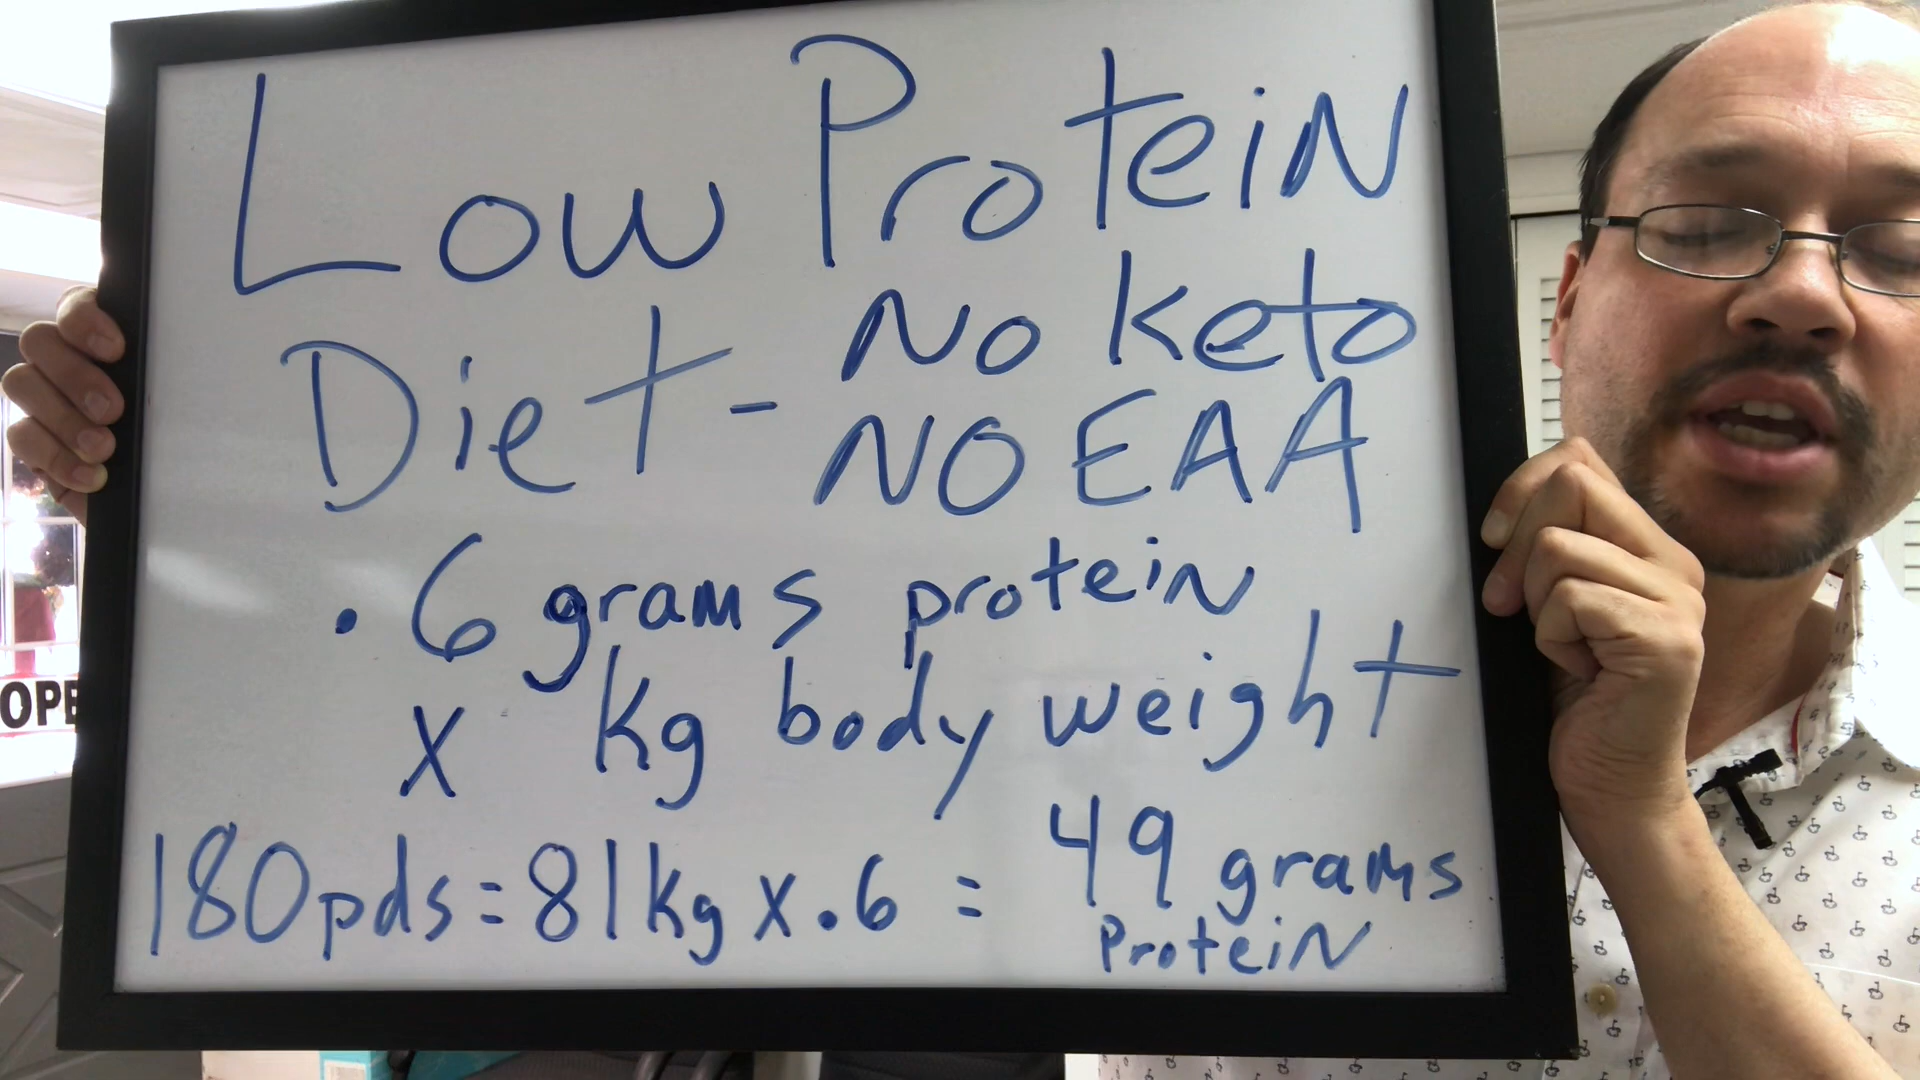 Low Protein
Diet - No Keto
NO EAA
.6 grams protein
x Kg body weight
180pds = 81kg x .6 = 49 grams
Protein
OPE